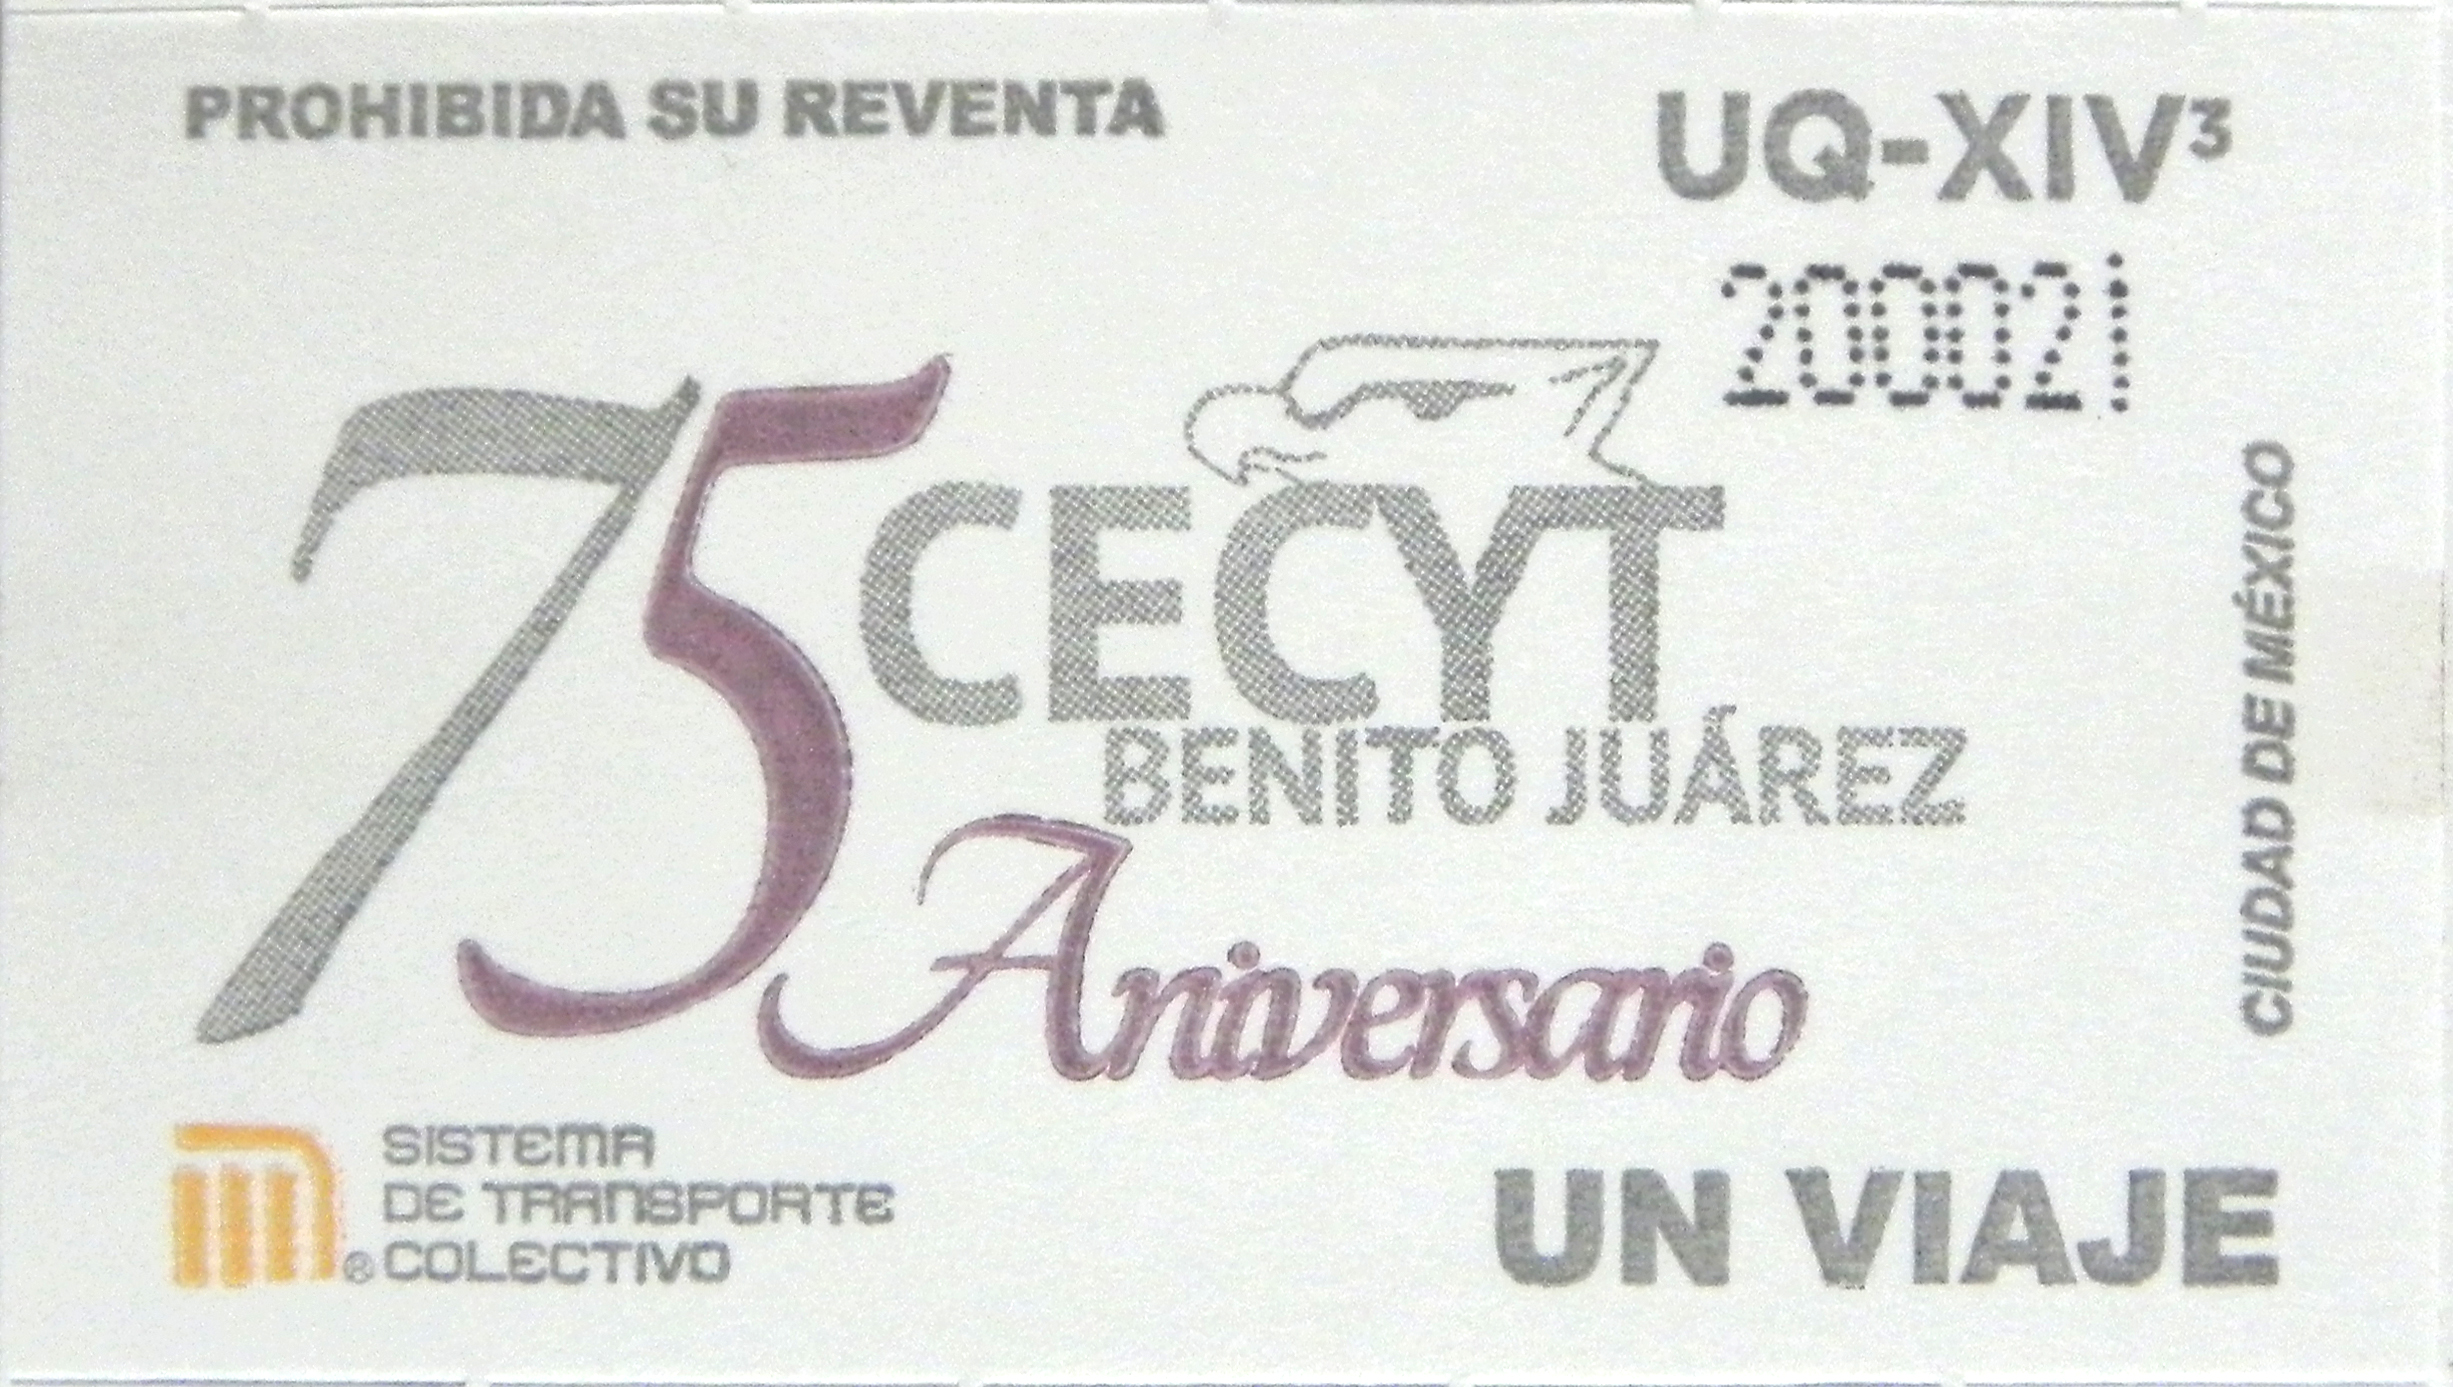 PROHIBIDA SU REVENTA
UQ-XIV³
200021
75 CECYT
BENITO JUÁREZ
Aniversario
CIUDAD DE MÉXICO
SISTEMA
DE TRANSPORTE
COLECTIVO
®
UN VIAJE